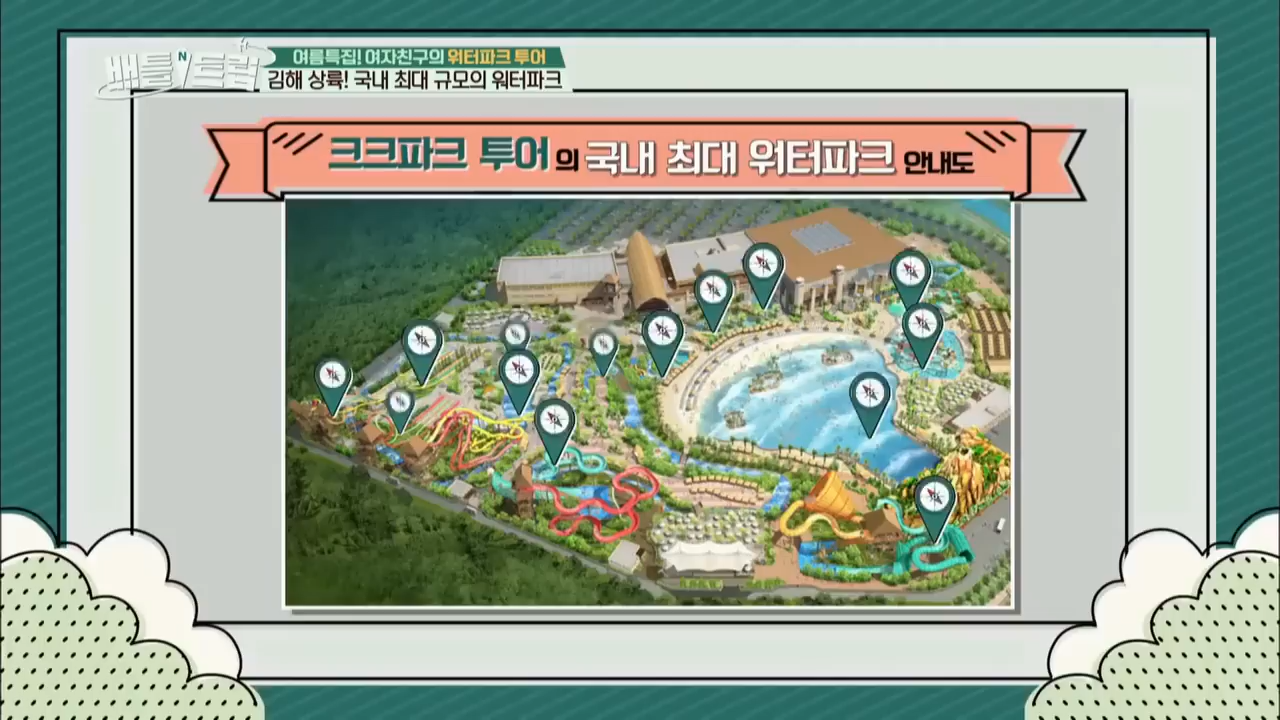 배틀트립
여름특집! 여자친구의 워터파크 투어
김해 상륙! 국내 최대 규모의 워터파크
크크파크 투어의 국내 최대 워터파크 안내도